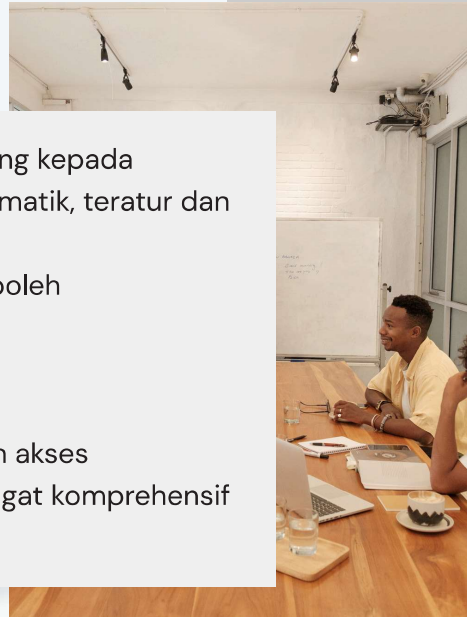 ng kepada
matik, teratur dan
boleh
n akses
gat komprehensif